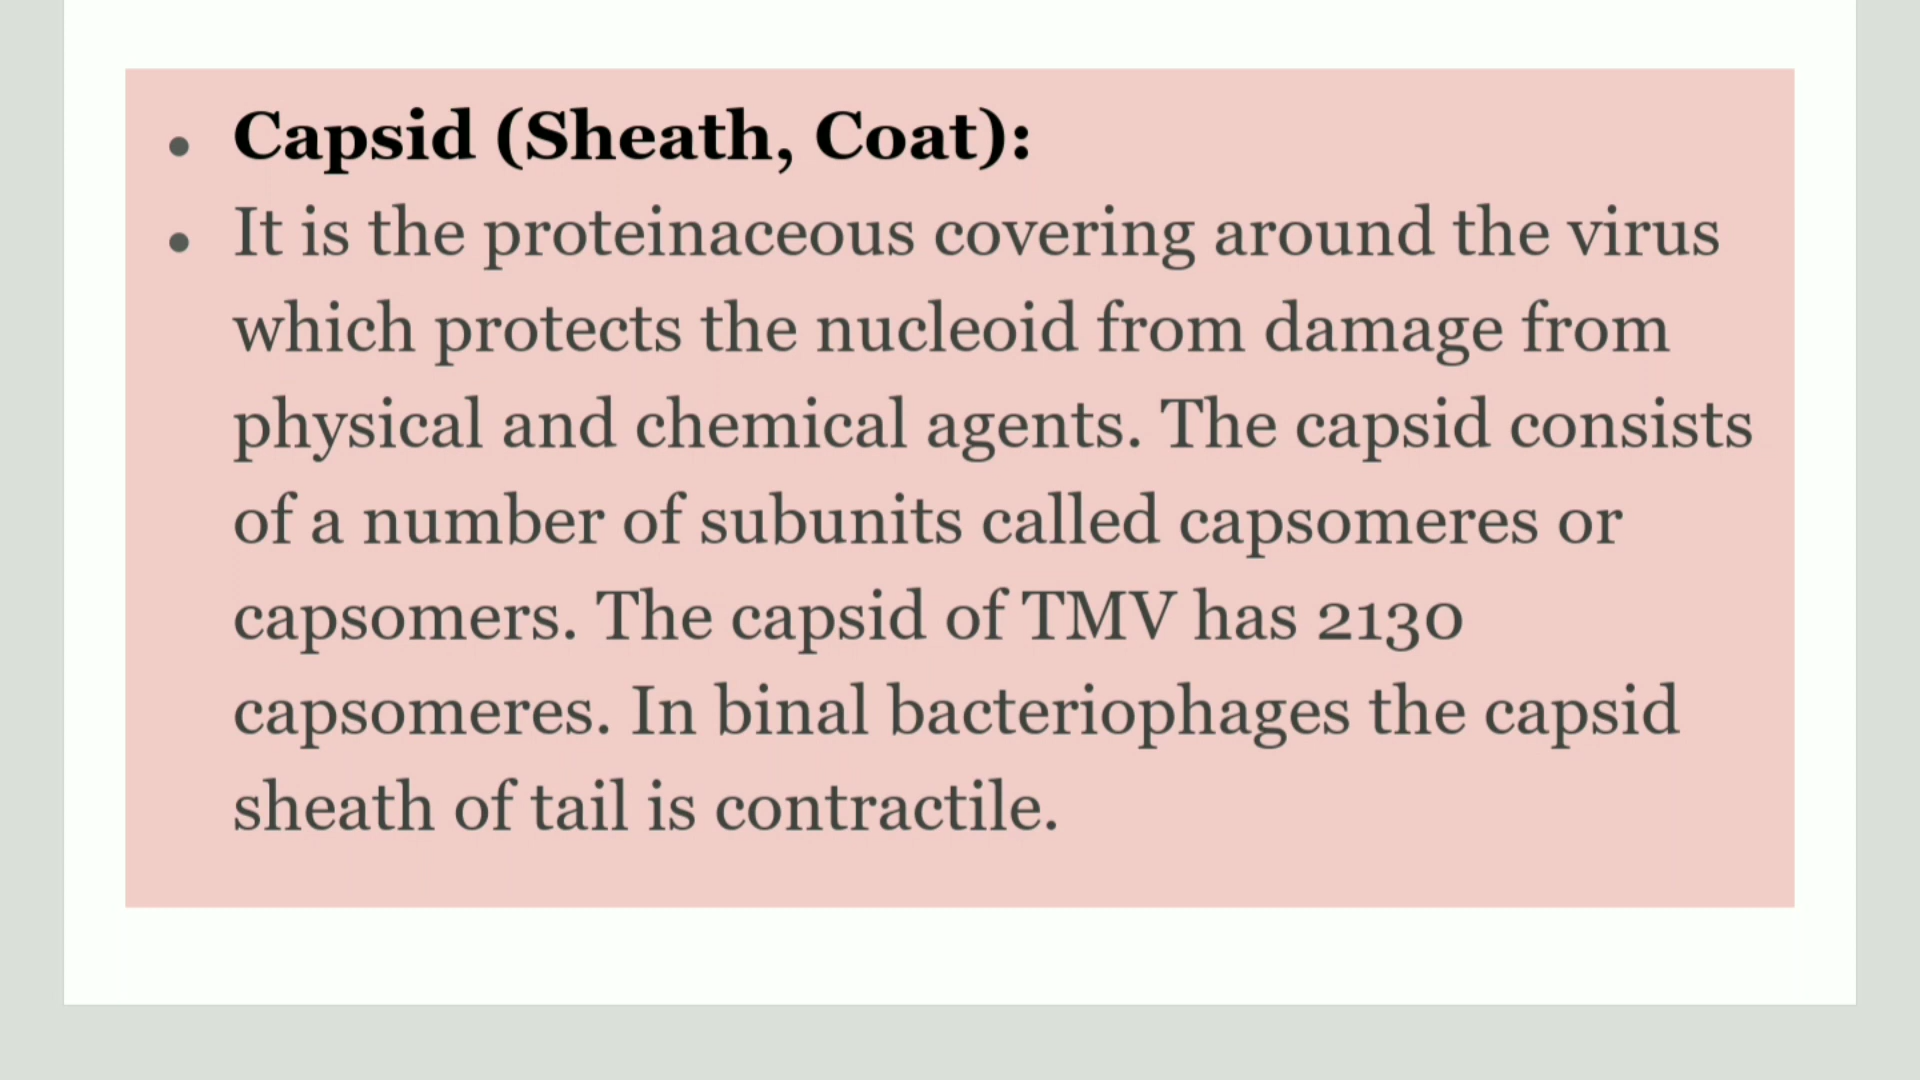 • Capsid (Sheath, Coat):
• It is the proteinaceous covering around the virus
which protects the nucleoid from damage from
physical and chemical agents. The capsid consists
of a number of subunits called capsomeres or
capsomers. The capsid of TMV has 2130
capsomeres. In binal bacteriophages the capsid
sheath of tail is contractile.